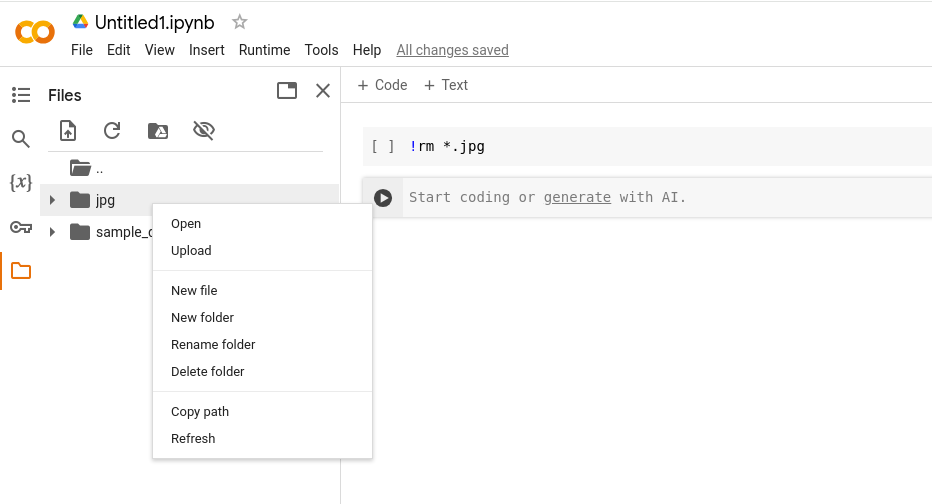 Untitled1.ipynb
File Edit View Insert Runtime Tools Help All changes saved
Files
+ Code + Text
..
[ ] !rm *.jpg
{x}
jpg
Start coding or generate with AI.
sample_
Open
Upload
New file
New folder
Rename folder
Delete folder
Copy path
Refresh